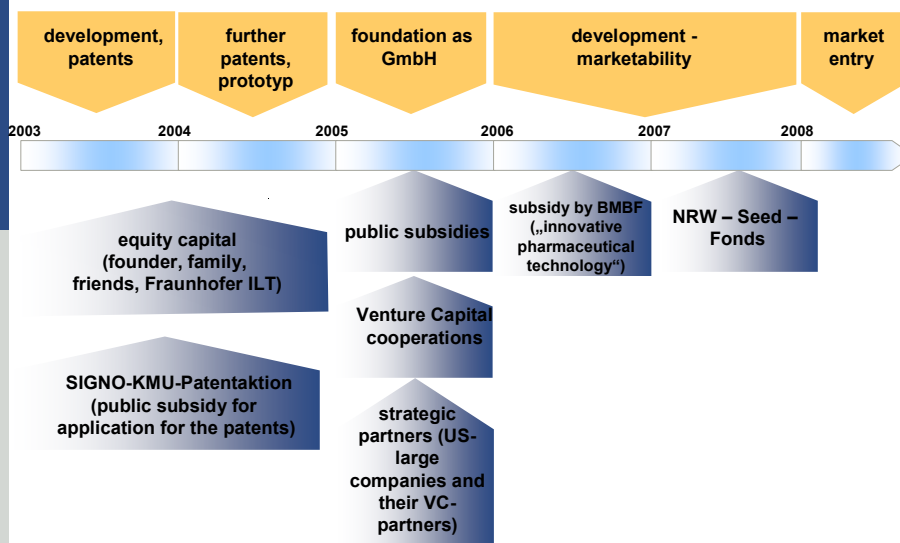 development,
patents
further
patents,
prototyp
foundation as
GmbH
development -
marketability
market
entry
2003
2004
2005
2006
2007
2008
equity capital
(founder, family,
friends, Fraunhofer ILT)
public subsidies
subsidy by BMBF
(„innovative
pharmaceutical
technology“)
NRW – Seed –
Fonds
Venture Capital
cooperations
SIGNO-KMU-Patentaktion
(public subsidy for
application for the patents)
strategic
partners (US-
large
companies and
their VC-
partners)